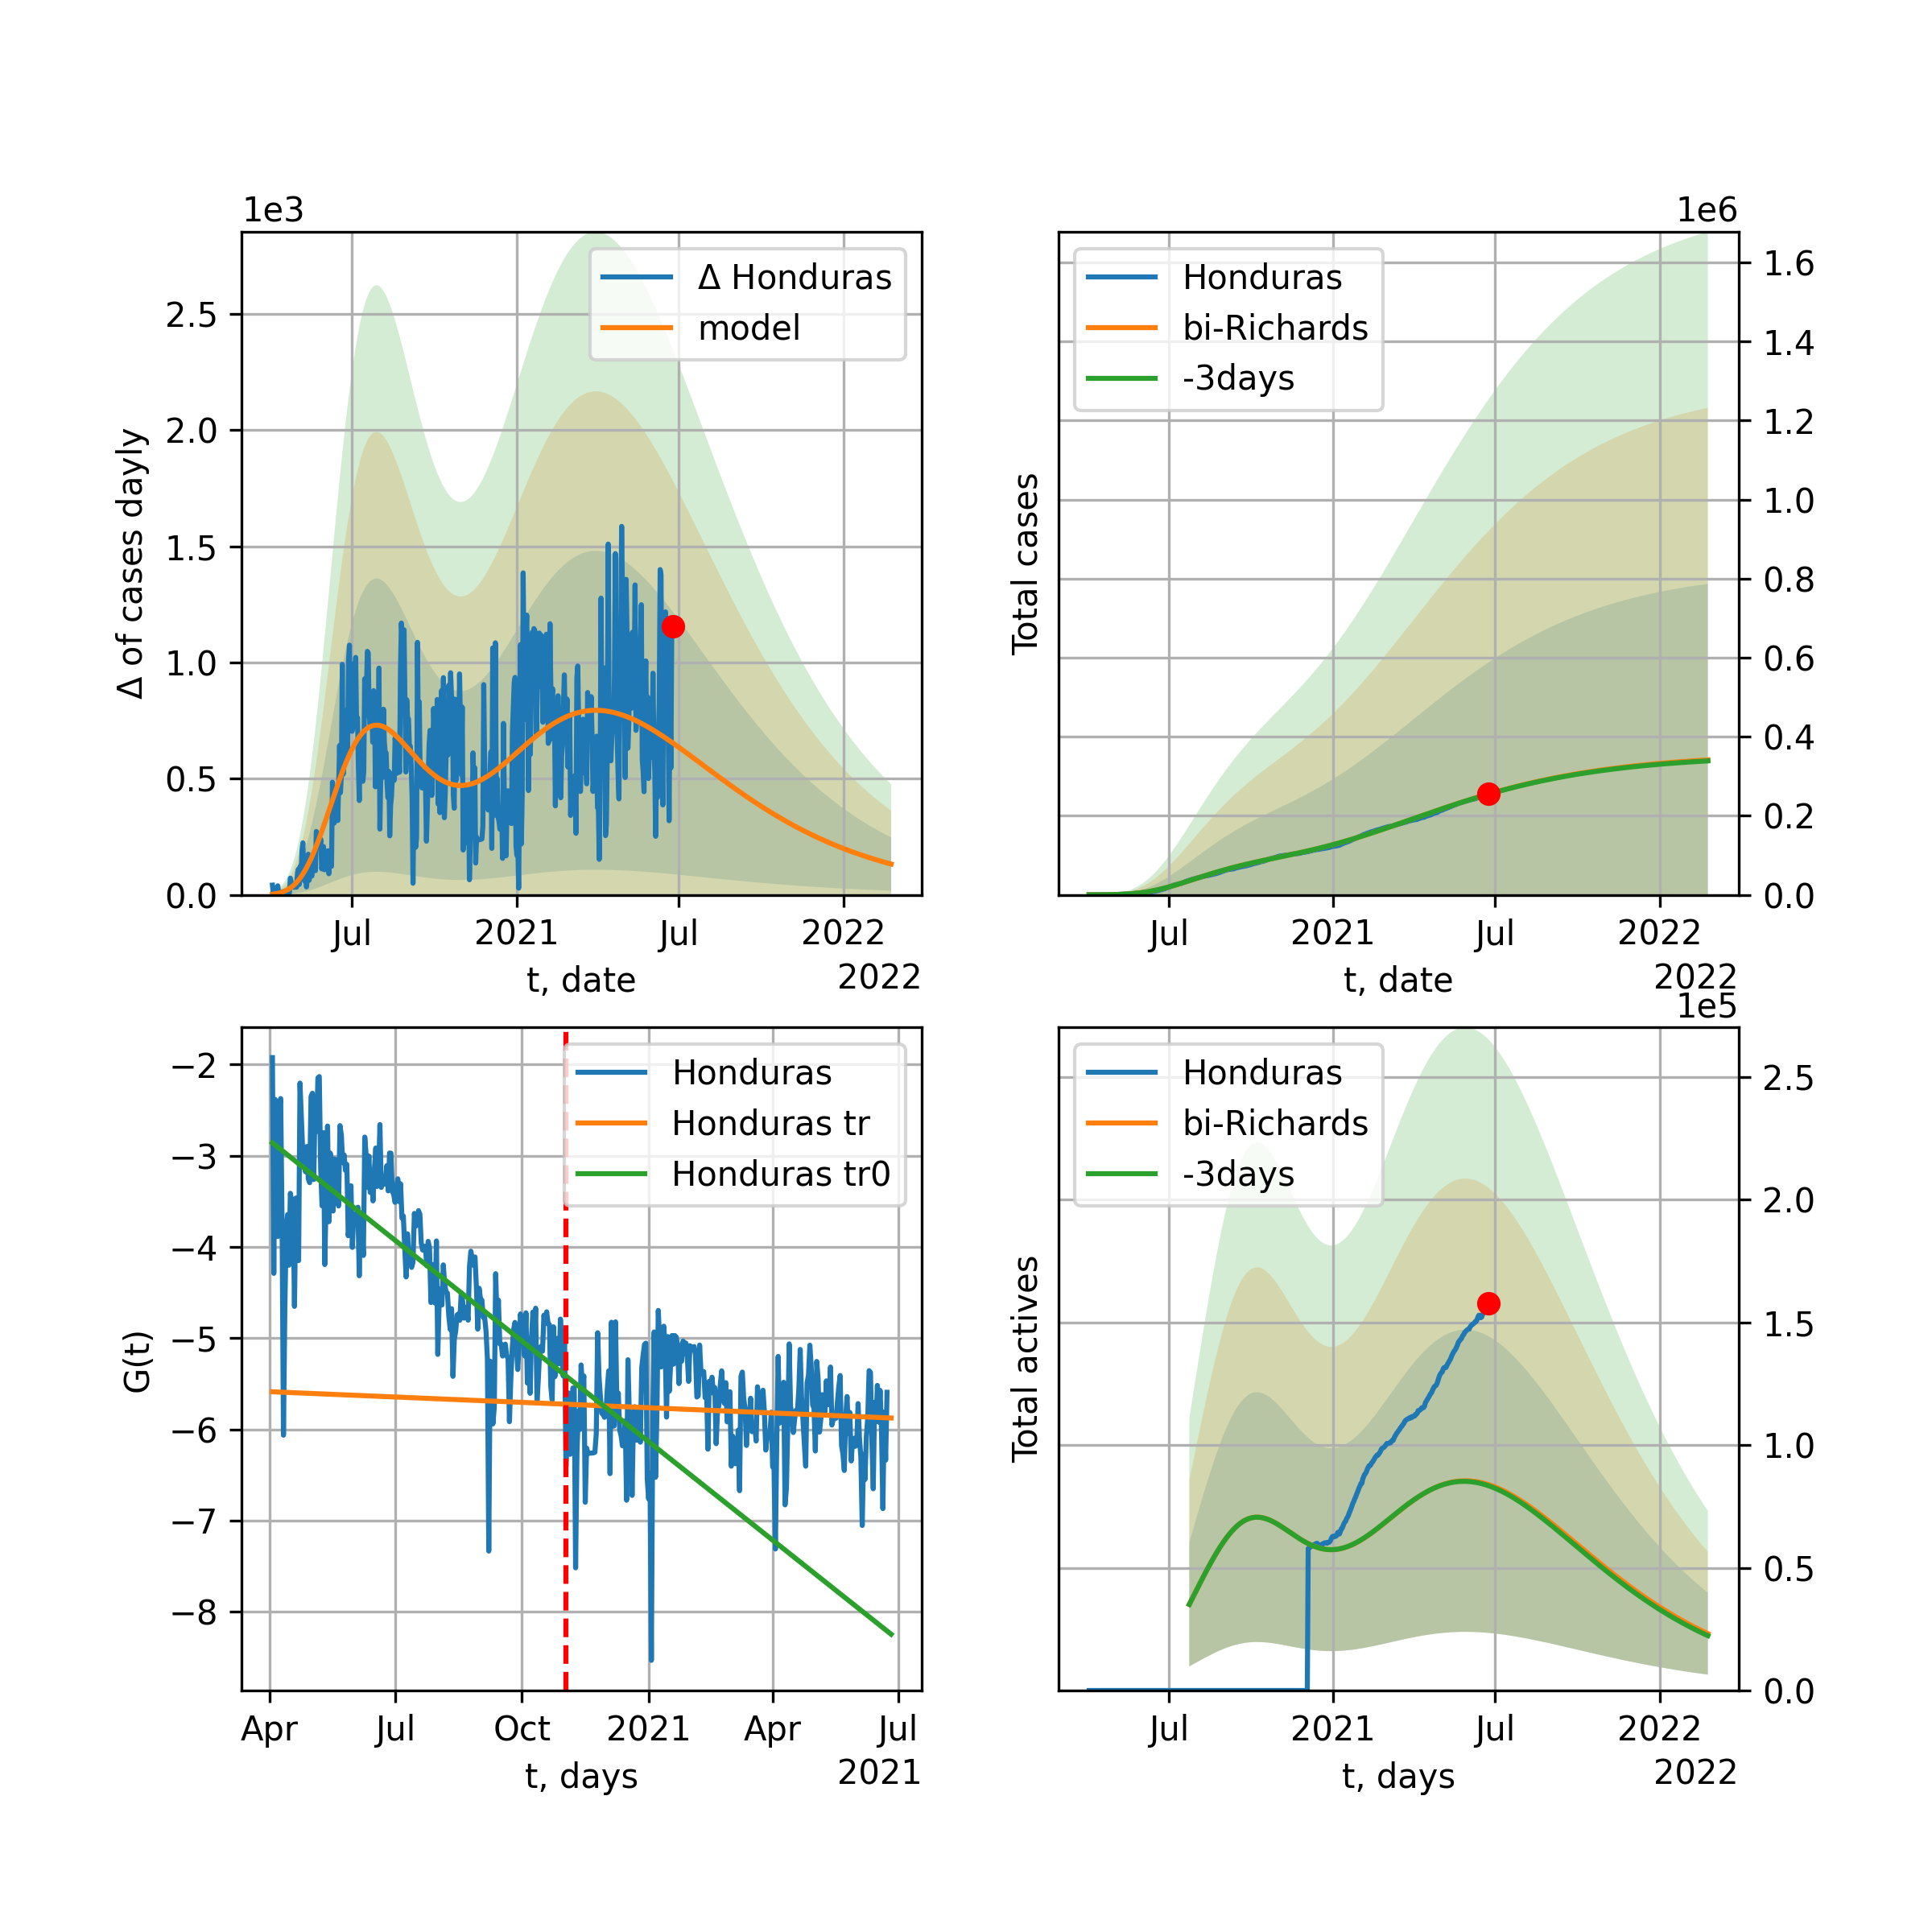 1e3
Δ of cases dayly
2.5
2.0
1.5
1.0
0.5
0.0
Δ Honduras
model
Jul 2021 Jul 2022
t, date
2022
1e6
Total cases
Honduras
bi-Richards
-3days
1.6
1.4
1.2
1.0
0.8
0.6
0.4
0.2
0.0
Jul 2021 Jul 2022
t, date
2022
G(t)
−2
−3
−4
−5
−6
−7
−8
Honduras
Honduras tr
Honduras tr0
Apr Jul Oct 2021 Apr Jul
t, days
2021
1e5
Total actives
Honduras
bi-Richards
-3days
2.5
2.0
1.5
1.0
0.5
0.0
Jul 2021 Jul 2022
t, days
2022